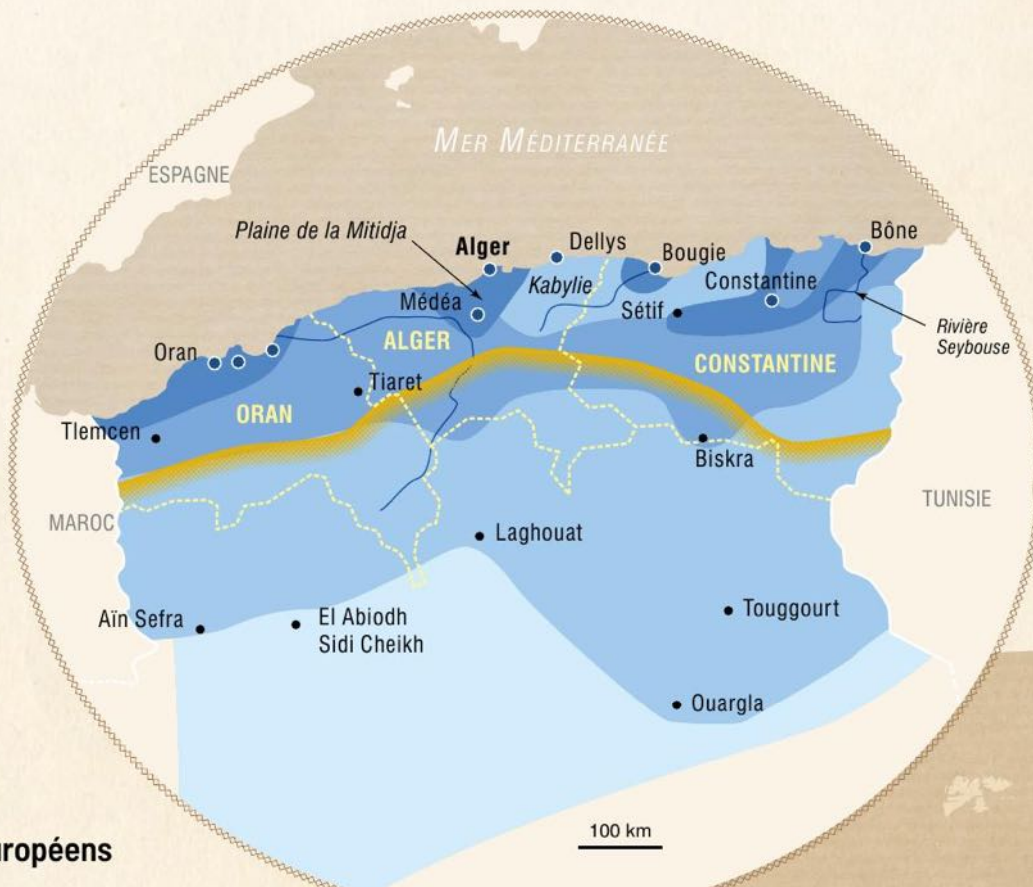 MER MÉDITERRANÉE
ESPAGNE
Plaine de la Mitidja
Alger
Dellys
Bougie
Bône
Kabylie
Constantine
Médéa
Sétif
Rivière
Seybouse
Oran
ALGER
CONSTANTINE
Tiaret
ORAN
Tlemcen
Biskra
TUNISIE
MAROC
Laghouat
Aïn Sefra
El Abiodh
Sidi Cheikh
Touggourt
Ouargla
100 km
uropéens